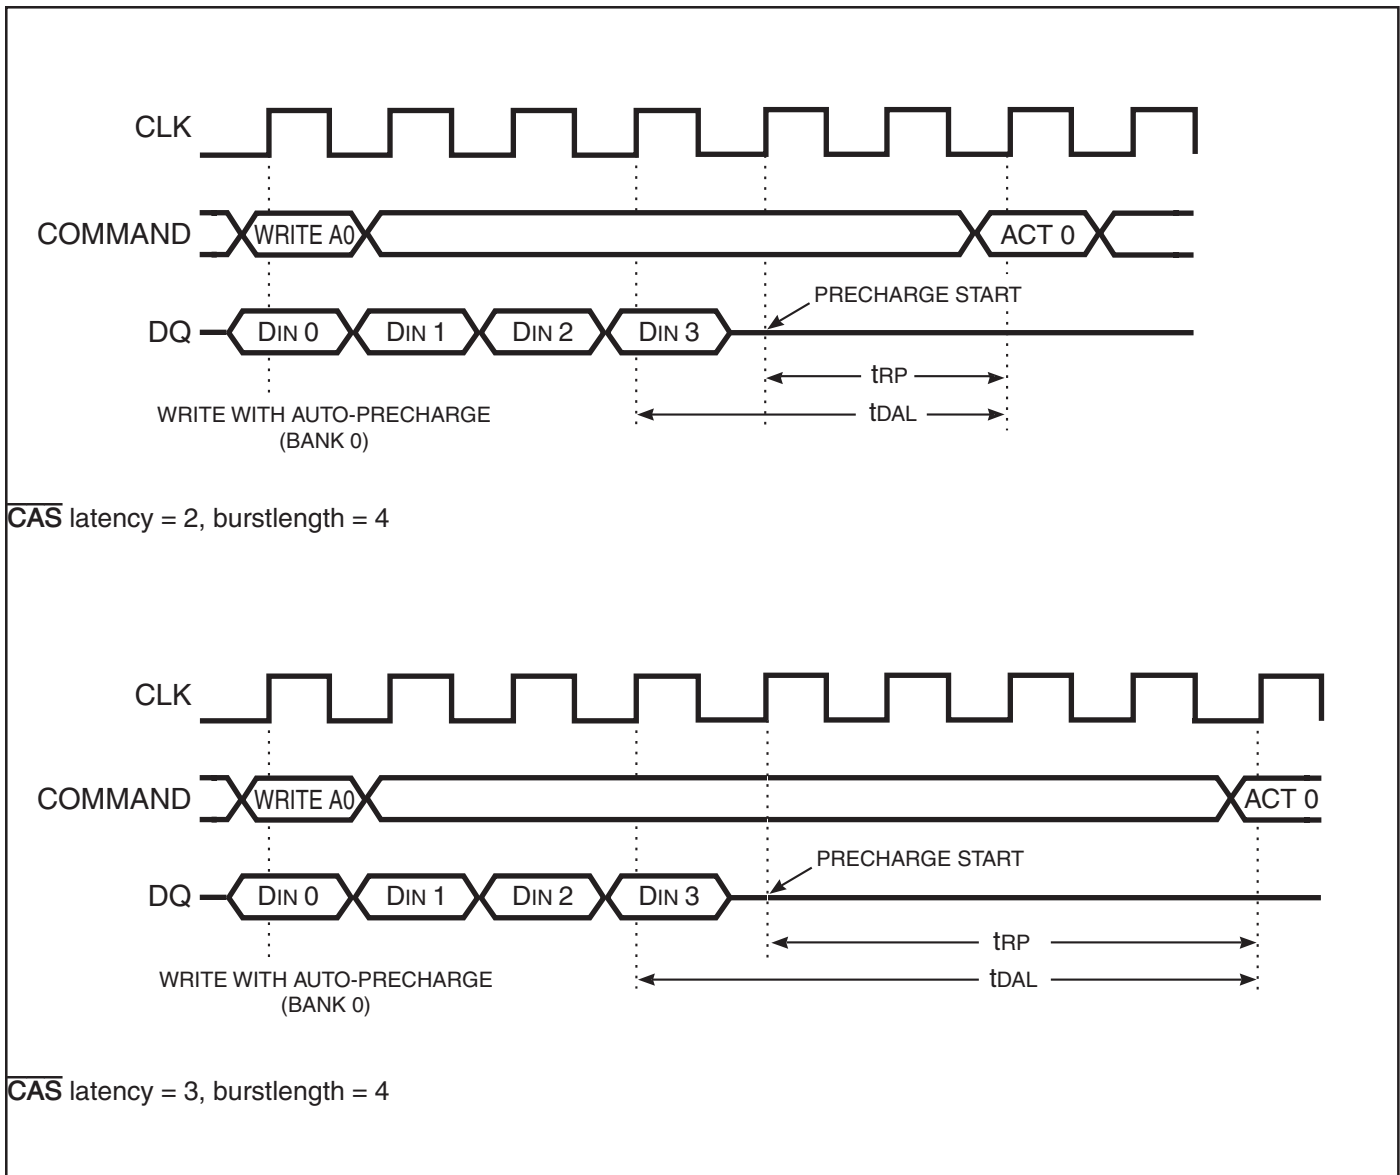 CLK
COMMAND WRITE A0 ACT 0
PRECHARGE START
DQ DIN 0 DIN 1 DIN 2 DIN 3
tRP
tDAL
WRITE WITH AUTO-PRECHARGE
(BANK 0)
CAS latency = 2, burstlength = 4
CLK
COMMAND WRITE A0 ACT 0
PRECHARGE START
DQ DIN 0 DIN 1 DIN 2 DIN 3
tRP
tDAL
WRITE WITH AUTO-PRECHARGE
(BANK 0)
CAS latency = 3, burstlength = 4